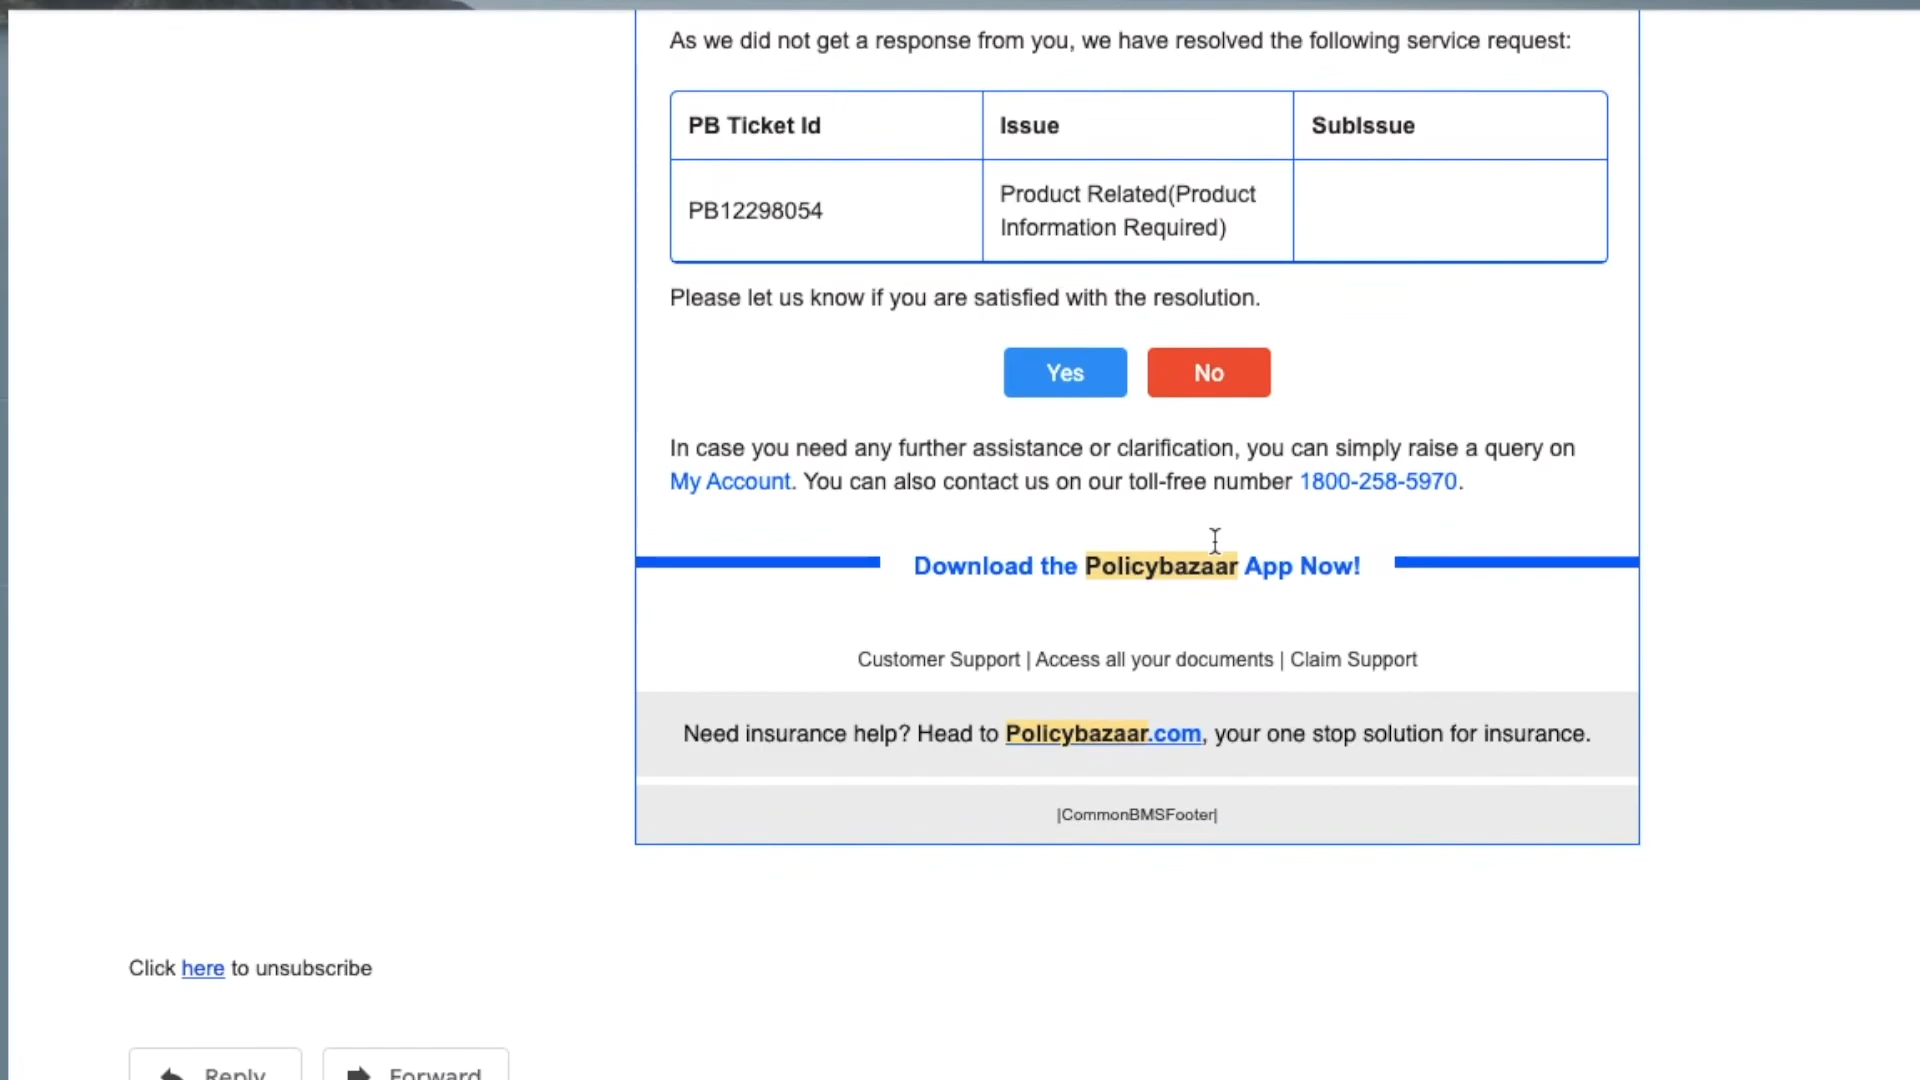 As we did not get a response from you, we have resolved the following service request:
PB Ticket Id Issue SubIssue
PB12298054 Product Related(Product
Information Required)
Please let us know if you are satisfied with the resolution.
Yes No
In case you need any further assistance or clarification, you can simply raise a query on
My Account. You can also contact us on our toll-free number 1800-258-5970.
Download the Policybazaar App Now!
Customer Support | Access all your documents | Claim Support
Need insurance help? Head to Policybazaar.com, your one stop solution for insurance.
|CommonBMSFooter|
Click here to unsubscribe
Reply Forward